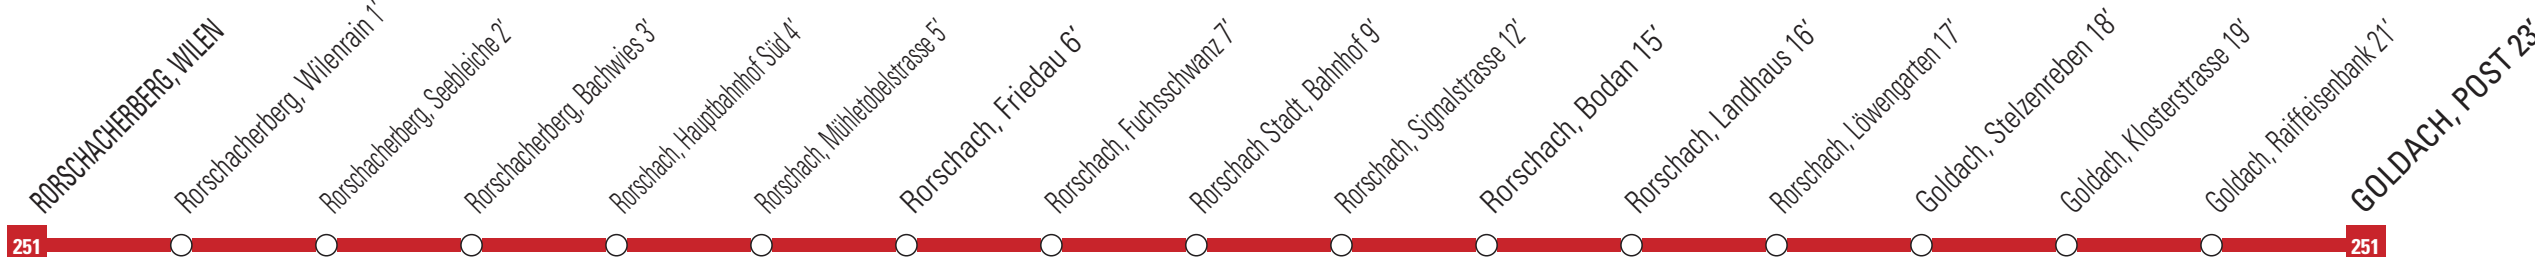 RORSCHACHERBERG, WILEN
Rorschacherberg, Wilenrain 1'
Rorschacherberg, Seebleiche 2'
Rorschacherberg, Bachwies 3'
Rorschach, Hauptbahnhof Süd 4'
Rorschach, Mühletobelstrasse 5'
Rorschach, Friedau 6'
Rorschach, Fuchsschwanz 7'
Rorschach Stadt, Bahnhof 9'
Rorschach, Signalstrasse 12'
Rorschach, Bodan 15'
Rorschach, Landhaus 16'
Rorschach, Löwengarten 17'
Goldach, Stelzenreben 18'
Goldach, Klosterstrasse 19'
Goldach, Raiffeisenbank 21'
GOLDACH, POST 23'
251
251